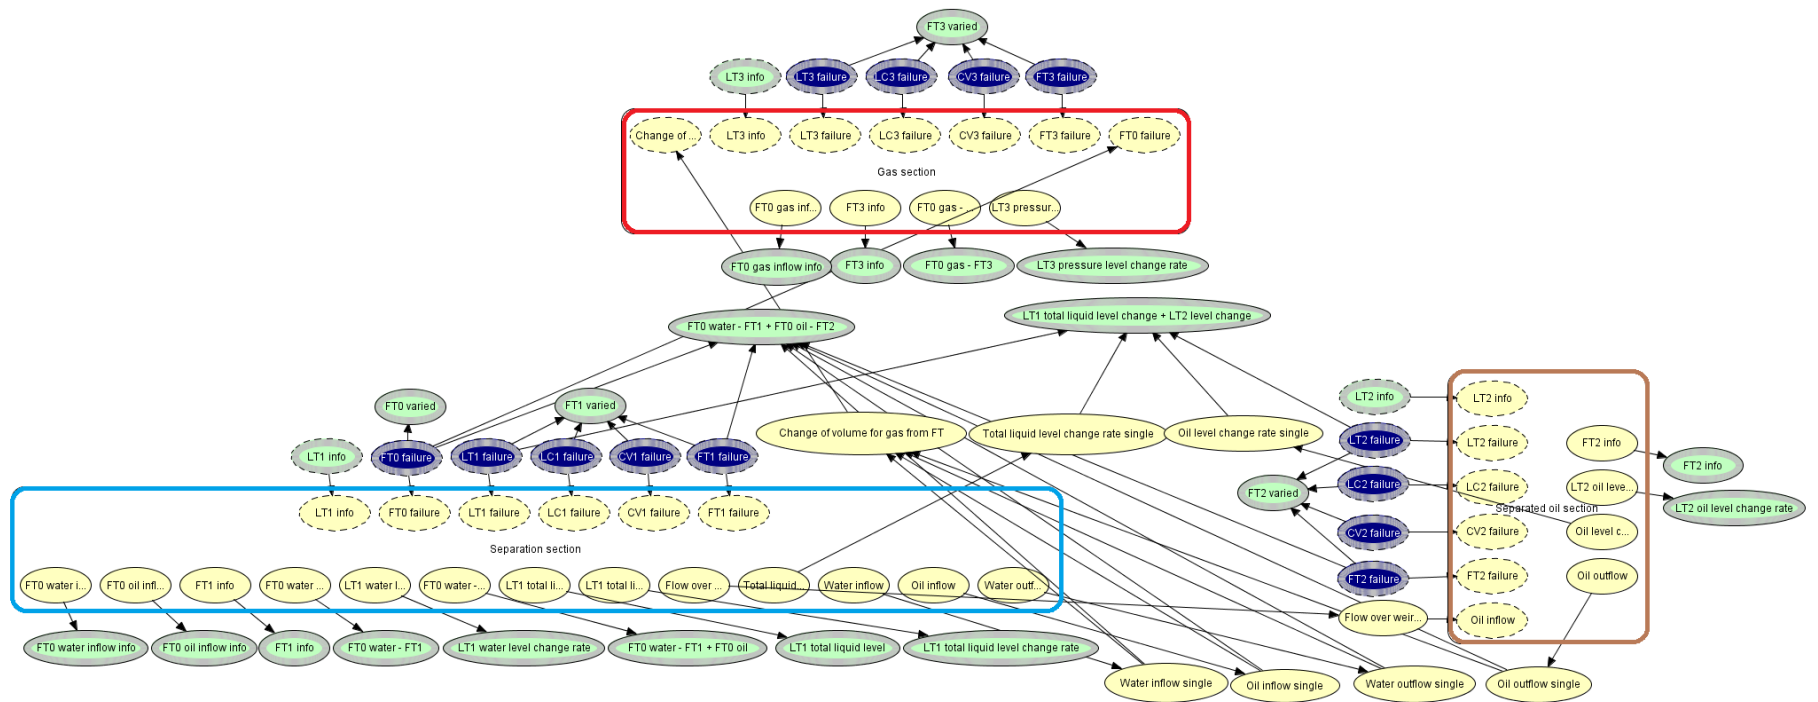 FT3 varied
LT3 info
LT3 failure
LC3 failure
CV3 failure
FT3 failure
Change of ...
LT3 info
LT3 failure
LC3 failure
CV3 failure
FT3 failure
FT0 failure
Gas section
FT0 gas inf...
FT3 info
FT0 gas - ...
LT3 pressur...
FT0 gas inflow info
FT3 info
FT0 gas - FT3
LT3 pressure level change rate
FT0 water - FT1 + FT0 oil - FT2
LT1 total liquid level change + LT2 level change
FT0 varied
FT1 varied
LT1 info
FT0 failure
LT1 failure
LC1 failure
CV1 failure
FT1 failure
Change of volume for gas from FT
Total liquid level change rate single
Oil level change rate single
LT2 info
LT2 failure
LC2 failure
CV2 failure
FT2 failure
FT2 varied
LT2 info
LT2 failure
LC2 failure
CV2 failure
FT2 failure
Oil inflow
Separated oil section
FT2 info
LT2 oil leve...
Oil level c...
Oil outflow
FT2 info
LT2 oil level change rate
LT1 info
FT0 failure
LT1 failure
LC1 failure
CV1 failure
FT1 failure
Separation section
FT0 water i...
FT0 oil infl...
FT1 info
FT0 water ...
LT1 water l...
FT0 water -...
LT1 total li...
LT1 total li...
Flow over ...
Total liquid...
Water inflow
Oil inflow
Water outf...
Flow over weir...
FT0 water inflow info
FT0 oil inflow info
FT1 info
FT0 water - FT1
LT1 water level change rate
FT0 water - FT1 + FT0 oil
LT1 total liquid level
LT1 total liquid level change rate
Water inflow single
Oil inflow single
Water outflow single
Oil outflow single